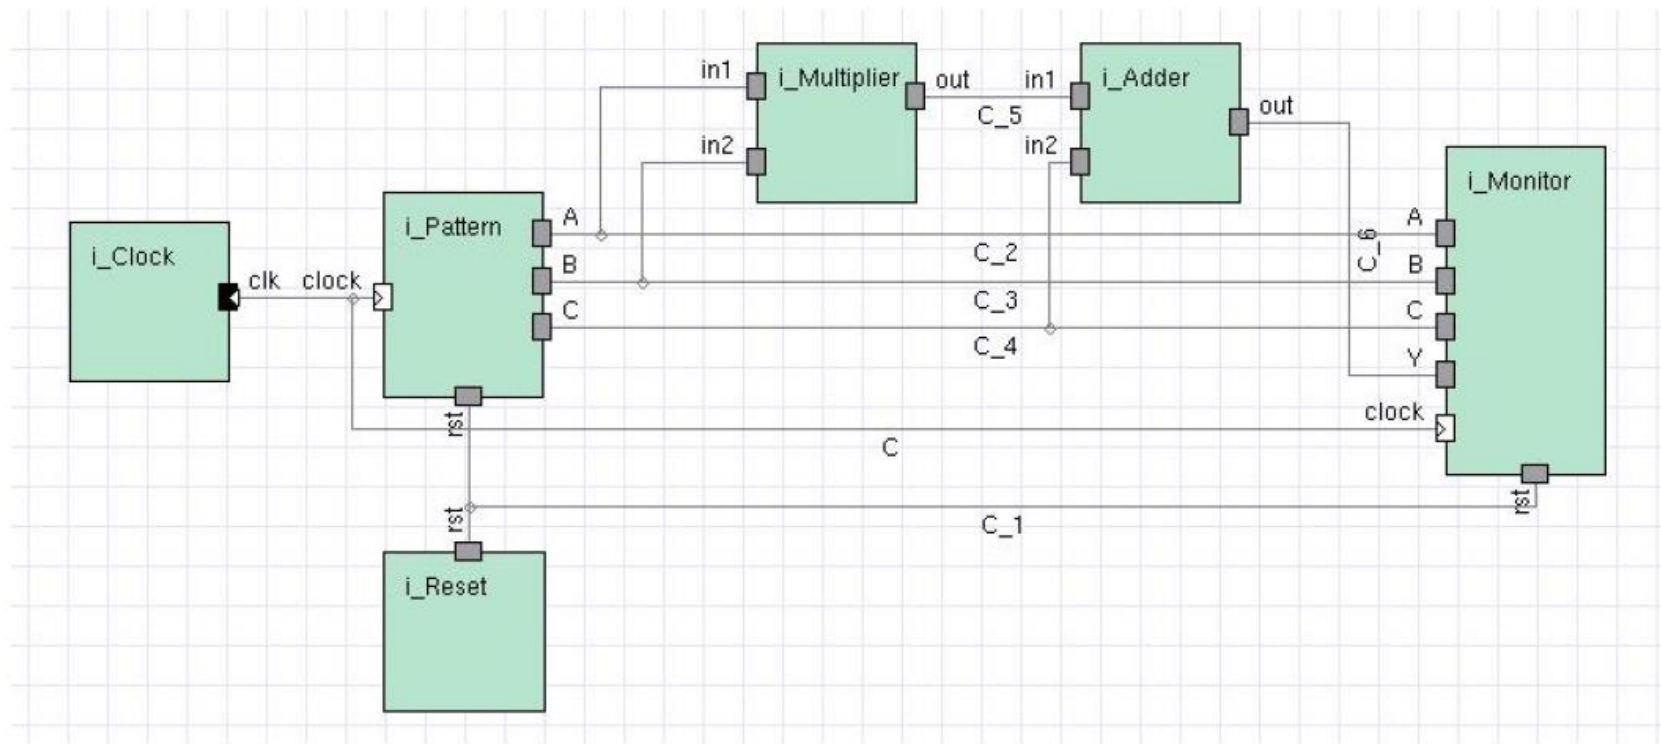 in1
i_Multiplier
out
in1
i_Adder
out
in2
C_5
in2
i_Monitor
i_Pattern
A
A
i_Clock
C_2
C_6
clk
clock
B
B
C_3
C
C
C_4
Y
clock
rst
C
rst
rst
C_1
i_Reset